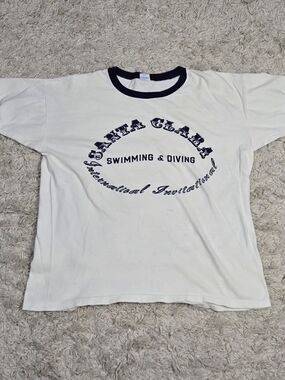 SANTA CLARA
SWIMMING & DIVING
International Invitational